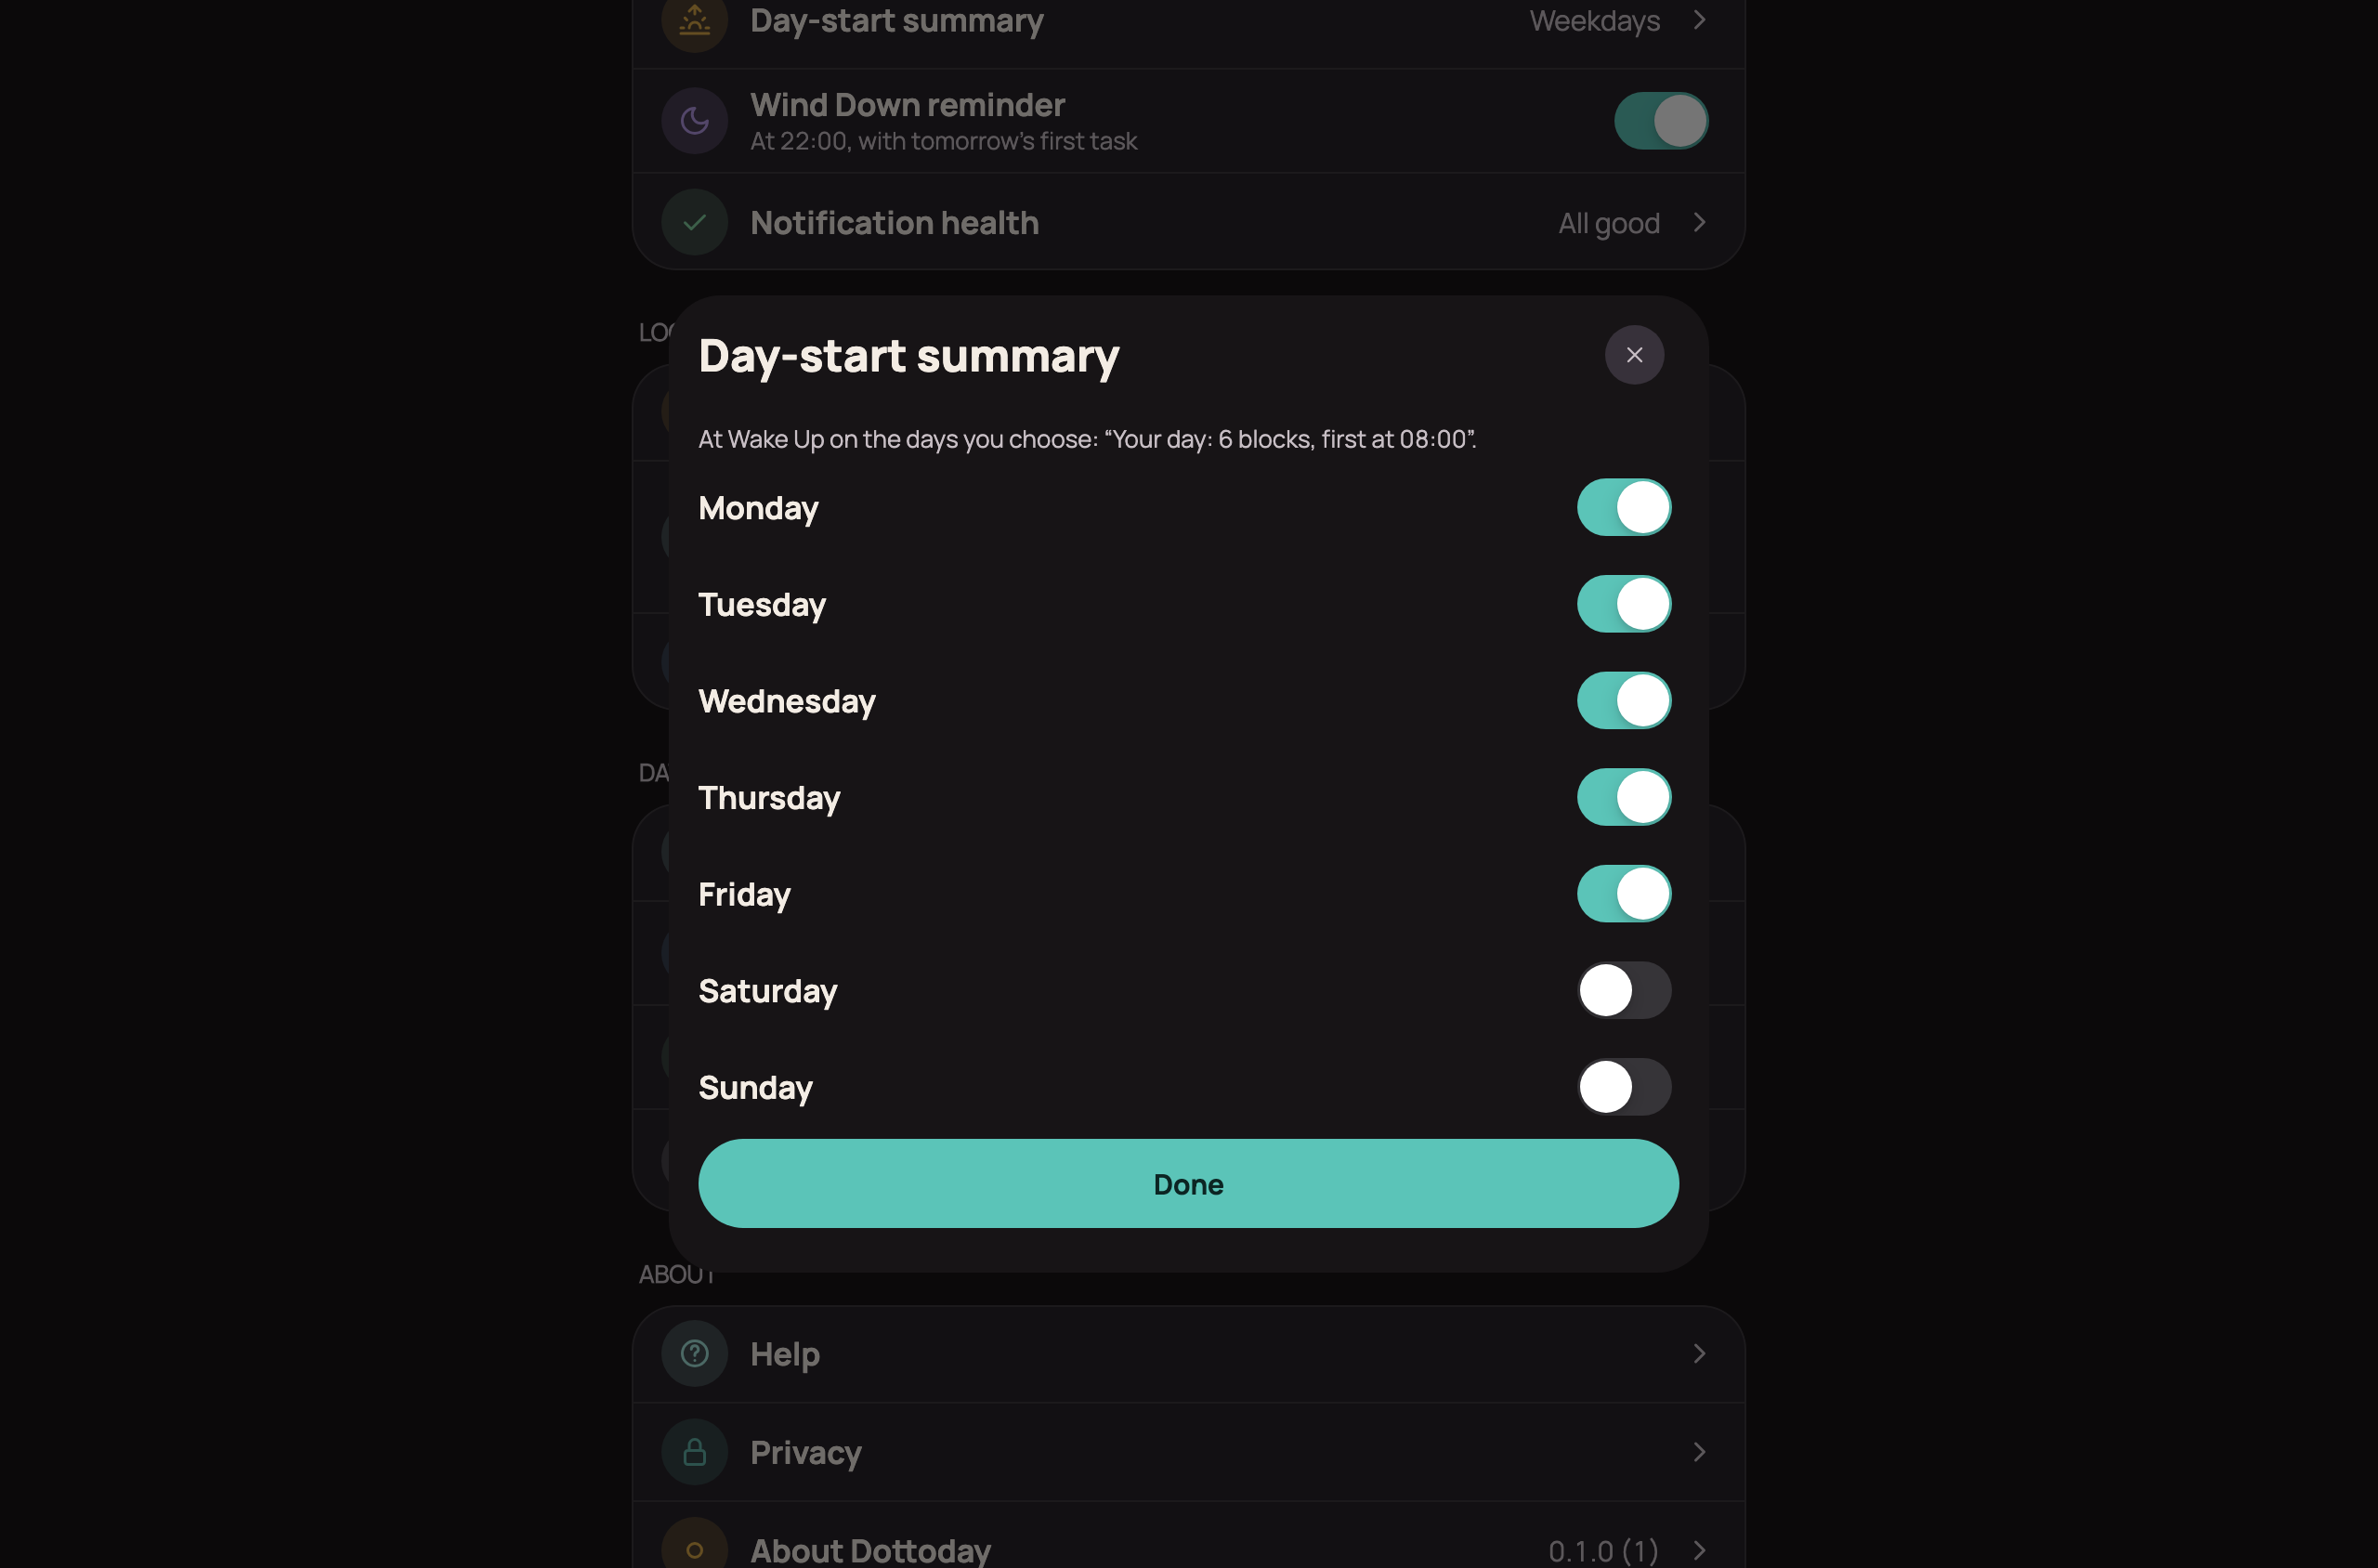 Day-start summary
Weekdays
Wind Down reminder
At 22:00, with tomorrow’s first task
Notification health
All good
Day-start summary
At Wake Up on the days you choose: “Your day: 6 blocks, first at 08:00”.
Monday
Tuesday
Wednesday
Thursday
Friday
Saturday
Sunday
Done
ABOUT
Help
Privacy
About Dottoday
0.1.0 (1)